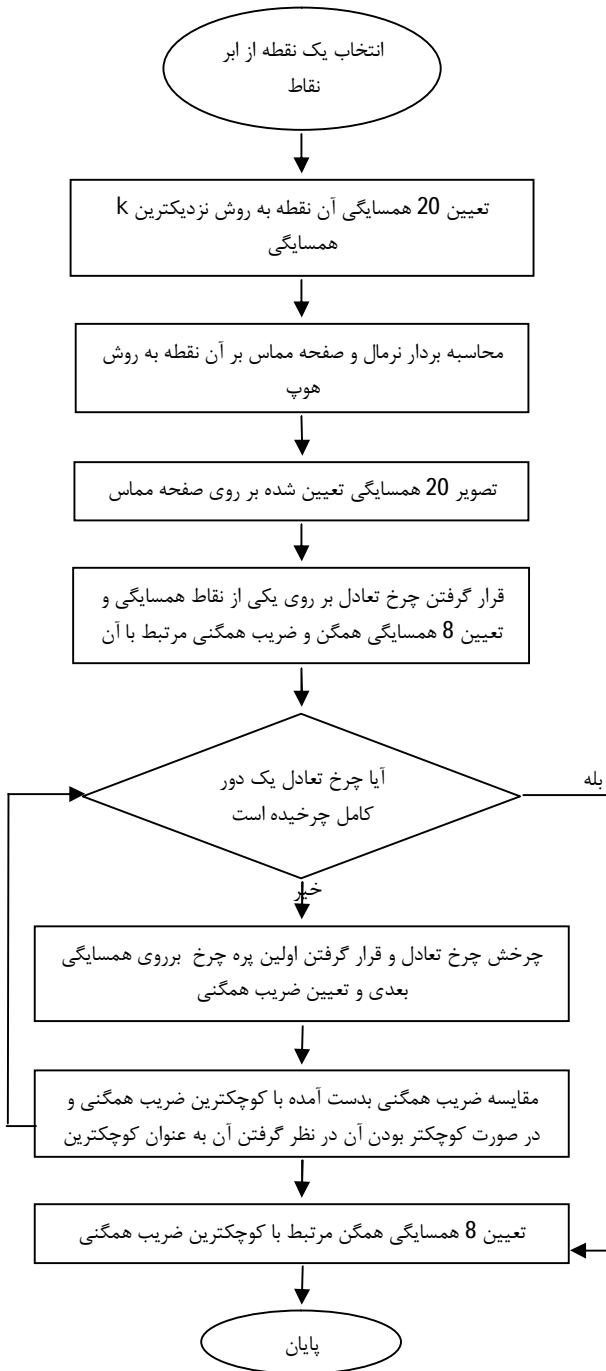 انتخاب یک نقطه از ابر
نقاط
تعیین 20 همسایگی آن نقطه به روش نزدیکترین k
همسایگی
محاسبه بردار نرمال و صفحه مماس بر آن نقطه به روش
هوپ
تصویر 20 همسایگی تعیین شده بر روی صفحه مماس
قرار گرفتن چرخ تعادل بر روی یکی از نقاط همسایگی و
تعیین 8 همسایگی همگن و ضریب همگنی مرتبط با آن
آیا چرخ تعادل یک دور
کامل چرخیده است
بله
خیر
چرخش چرخ تعادل و قرار گرفتن اولین پره چرخ برروی همسایگی
بعدی و تعیین ضریب همگنی
مقایسه ضریب همگنی بدست آمده با کوچکترین ضریب همگنی و
در صورت کوچکتر بودن آن در نظر گرفتن آن به عنوان کوچکترین
تعیین 8 همسایگی همگن مرتبط با کوچکترین ضریب همگنی
پایان